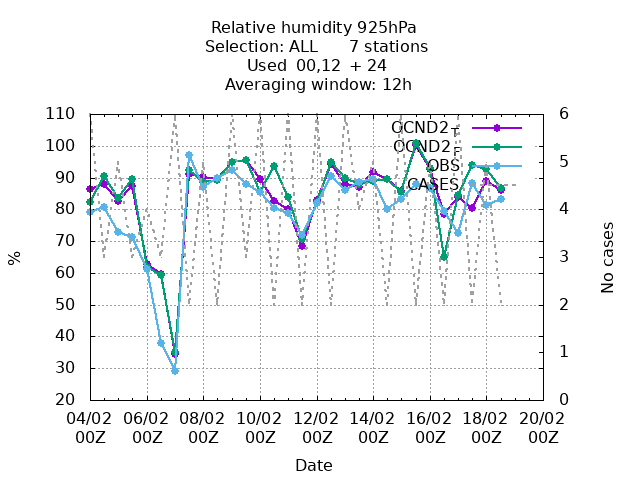 Relative humidity 925hPa
Selection: ALL 7 stations
Used 00,12 + 24
Averaging window: 12h
110
100
90
80
70
60
50
40
30
20
6
5
4
3
2
1
0
%
No cases
OBS
CASES
04/02 06/02 08/02 10/02 12/02 14/02 16/02 18/02 20/02
00Z 00Z 00Z 00Z 00Z 00Z 00Z 00Z 00Z
Date